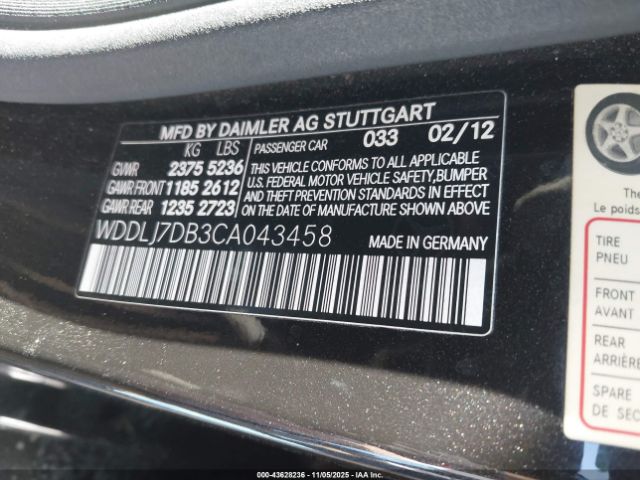 MFD BY DAIMLER AG STUTTGART
KG LBS
GVWR 2375 5236
GAWR FRONT 1185 2612
GAWR REAR 1235 2723
PASSENGER CAR 033 02/12
THIS VEHICLE CONFORMS TO ALL APPLICABLE
U.S. FEDERAL MOTOR VEHICLE SAFETY, BUMPER
AND THEFT PREVENTION STANDARDS IN EFFECT
ON THE DATE OF MANUFACTURE SHOWN ABOVE
WDDLJ7DB3CA043458 MADE IN GERMANY
The
Le poids
TIRE
PNEU
FRONT
AVANT
REAR
ARRIÈRE
SPARE
DE SEC
000-43628236 - 11/05/2025 - IAA Inc. (IAA)